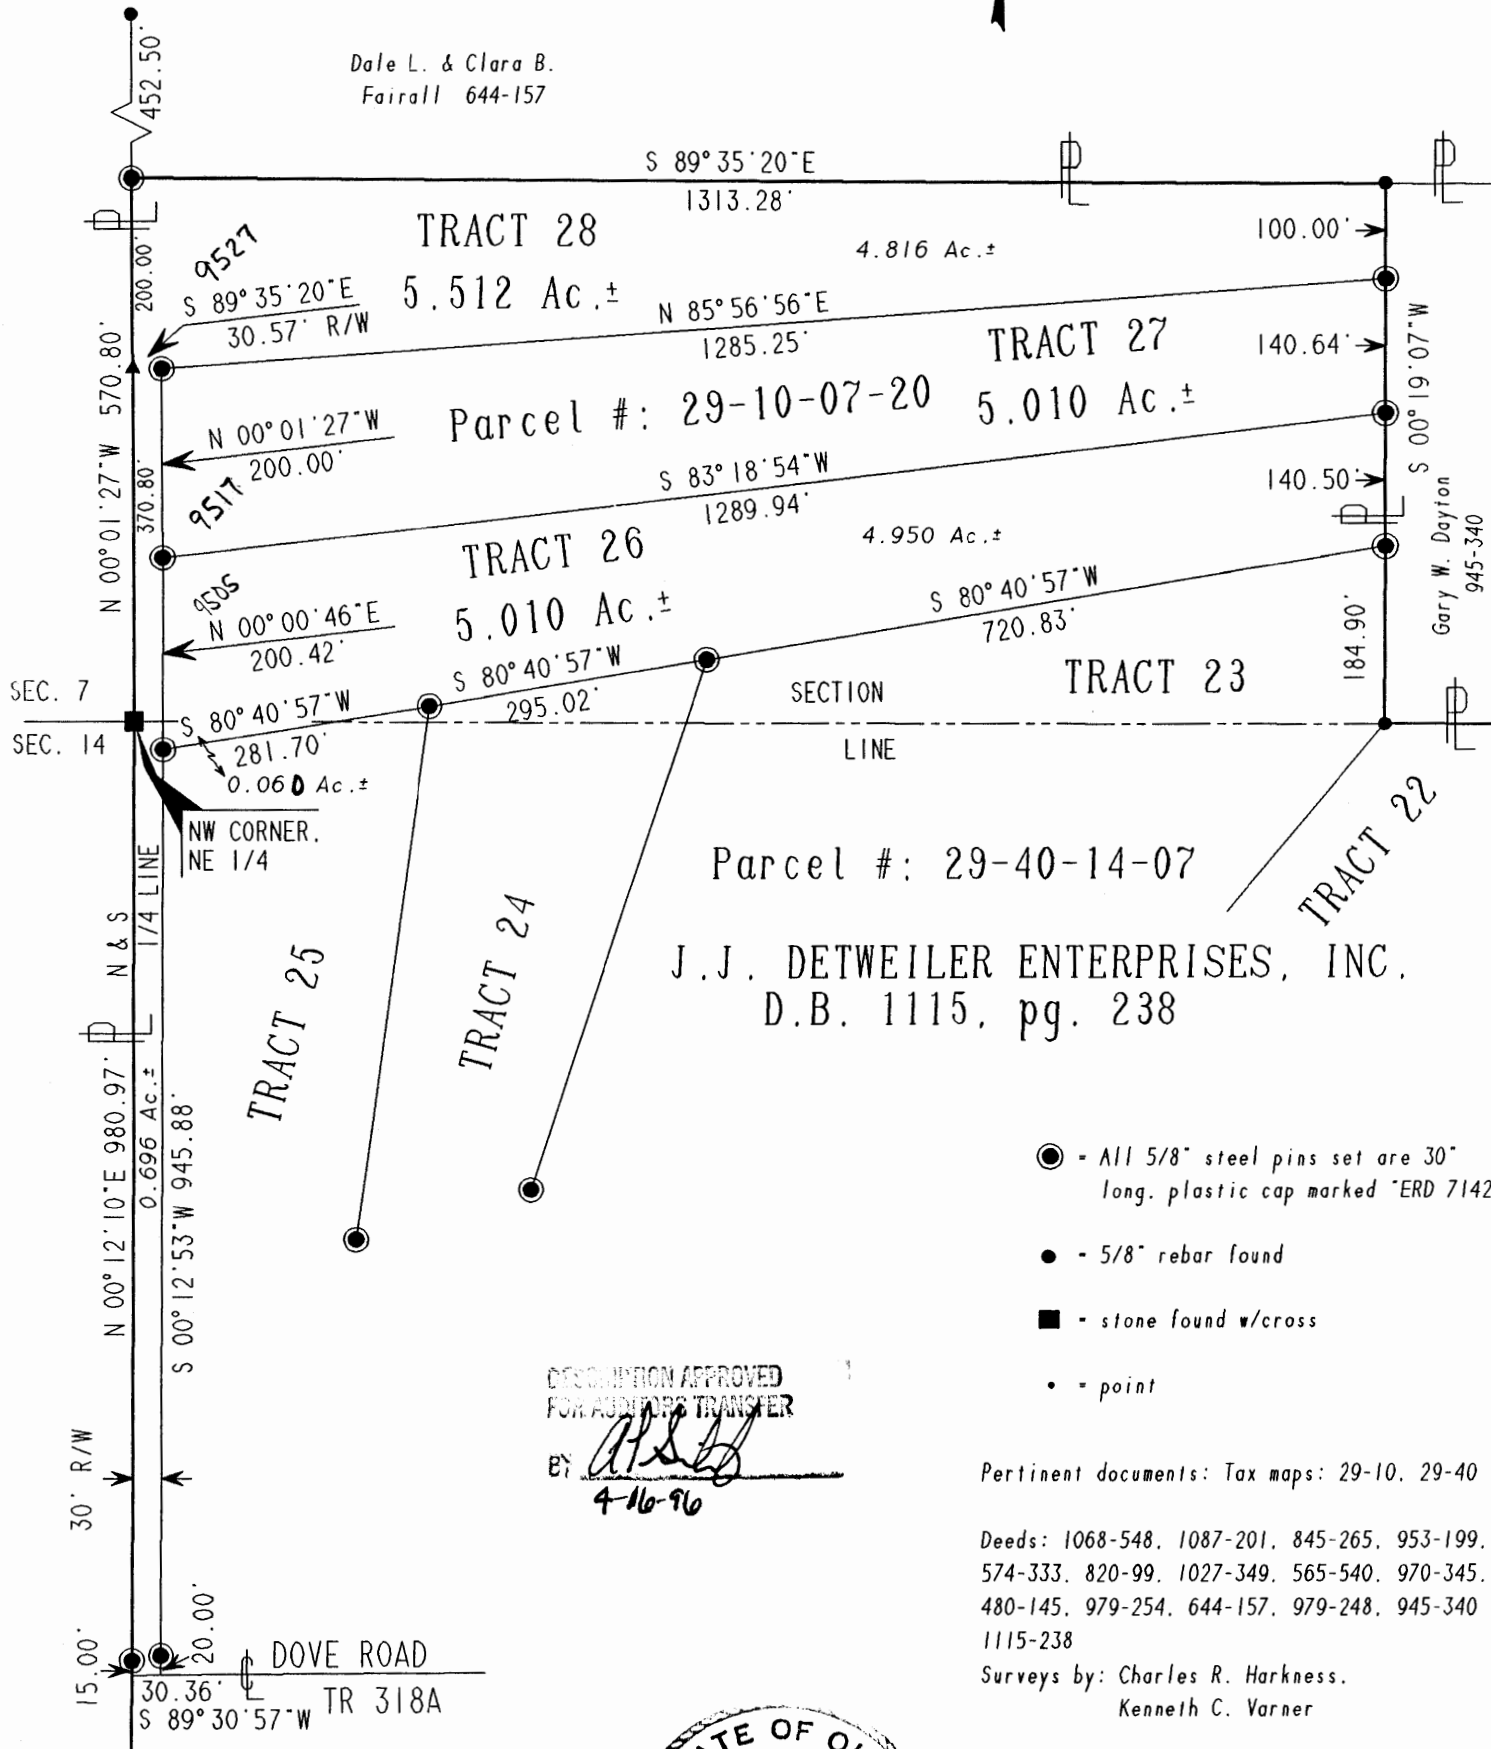 452.50'
Dale L. & Clara B.
Fairall 644-157
S 89°35'20"E
1313.28'
TRACT 28
5.512 Ac.±
4.816 Ac.±
100.00'
200.00'
9527
S 89°35'20"E
30.57' R/W
N 85°56'56"E
1285.25'
TRACT 27
5.010 Ac.±
140.64'
S 00°19'07"W
N 00°01'27"W 570.80'
370.80'
Parcel #: 29-10-07-20
N 00°01'27"W
200.00'
9517
S 83°18'54"W
1289.94'
140.50'
Gary W. Dayton
945-340
4.950 Ac.±
TRACT 26
5.010 Ac.±
9505
N 00°00'46"E
200.42'
S 80°40'57"W
720.83'
184.90'
S 80°40'57"W
295.02'
TRACT 23
SEC. 7
SEC. 14
SECTION
LINE
S 80°40'57"W
281.70'
0.060 Ac.±
NW CORNER,
NE 1/4
N & S
1/4 LINE
Parcel #: 29-40-14-07
TRACT 22
TRACT 25
TRACT 24
J.J. DETWEILER ENTERPRISES, INC.
D.B. 1115, pg. 238
N 00°12'10"E 980.97'
0.696 Ac.±
S 00°12'53"W 945.88'
= All 5/8" steel pins set are 30"
long, plastic cap marked "ERD 7142
= 5/8" rebar found
= stone found w/cross
= point
DESCRIPTION APPROVED
FOR AUDITORS TRANSFER
BY
4-16-96
30' R/W
Pertinent documents: Tax maps: 29-10, 29-40
Deeds: 1068-548, 1087-201, 845-265, 953-199,
574-333, 820-99, 1027-349, 565-540, 970-345,
480-145, 979-254, 644-157, 979-248, 945-340
1115-238
Surveys by: Charles R. Harkness,
Kenneth C. Varner
15.00'
20.00'
30.36'
S 89°30'57"W
DOVE ROAD
TR 318A
TE OF O